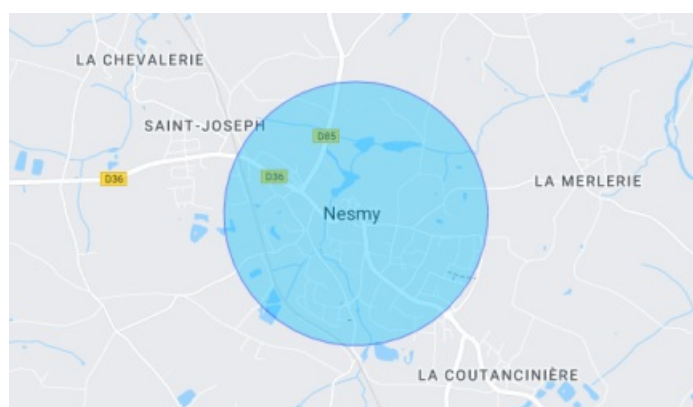 LA CHEVALERIE
SAINT-JOSEPH
D85
D36
D36
LA MERLERIE
Nesmy
LA COUTANCINIÈRE